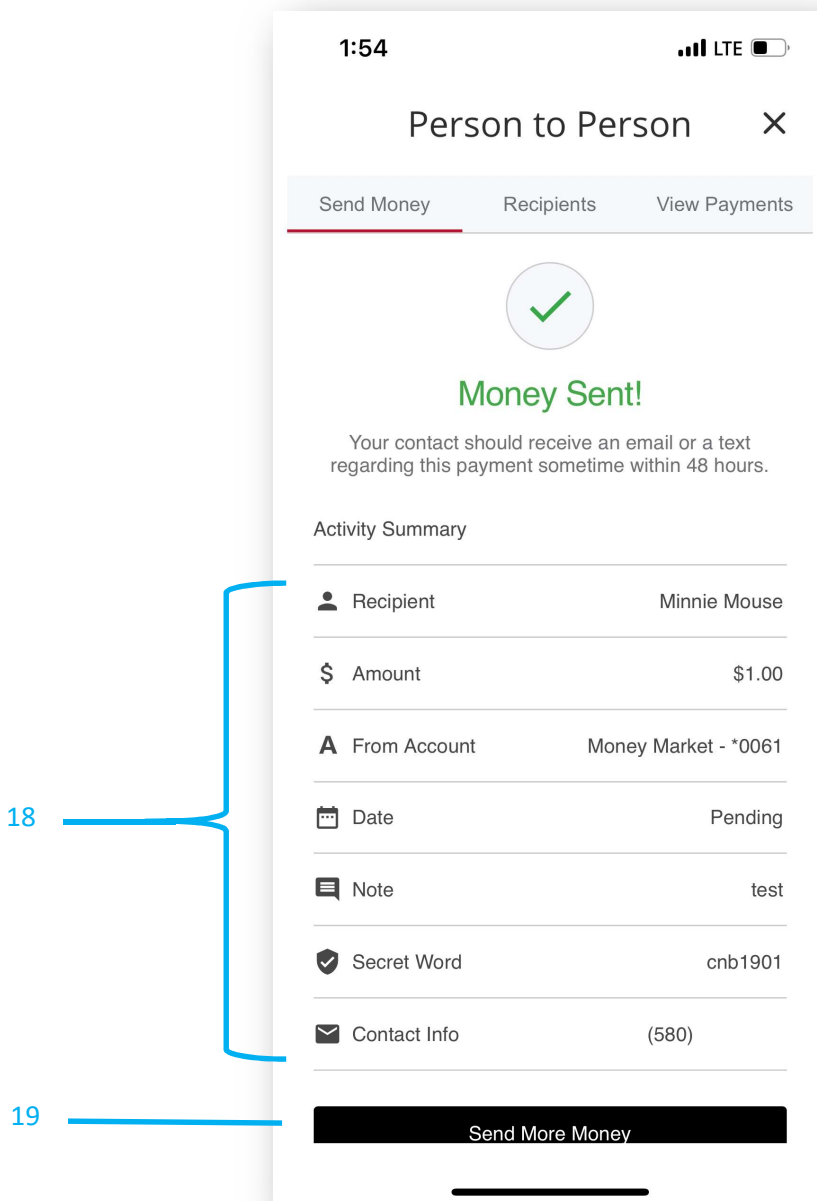 1:54 LTE
Person to Person
Send Money Recipients View Payments
Money Sent!
Your contact should receive an email or a text
regarding this payment sometime within 48 hours.
Activity Summary
Recipient Minnie Mouse
$ Amount $1.00
A From Account Money Market - *0061
18
Date Pending
Note test
Secret Word cnb1901
Contact Info (580)
19
Send More Money